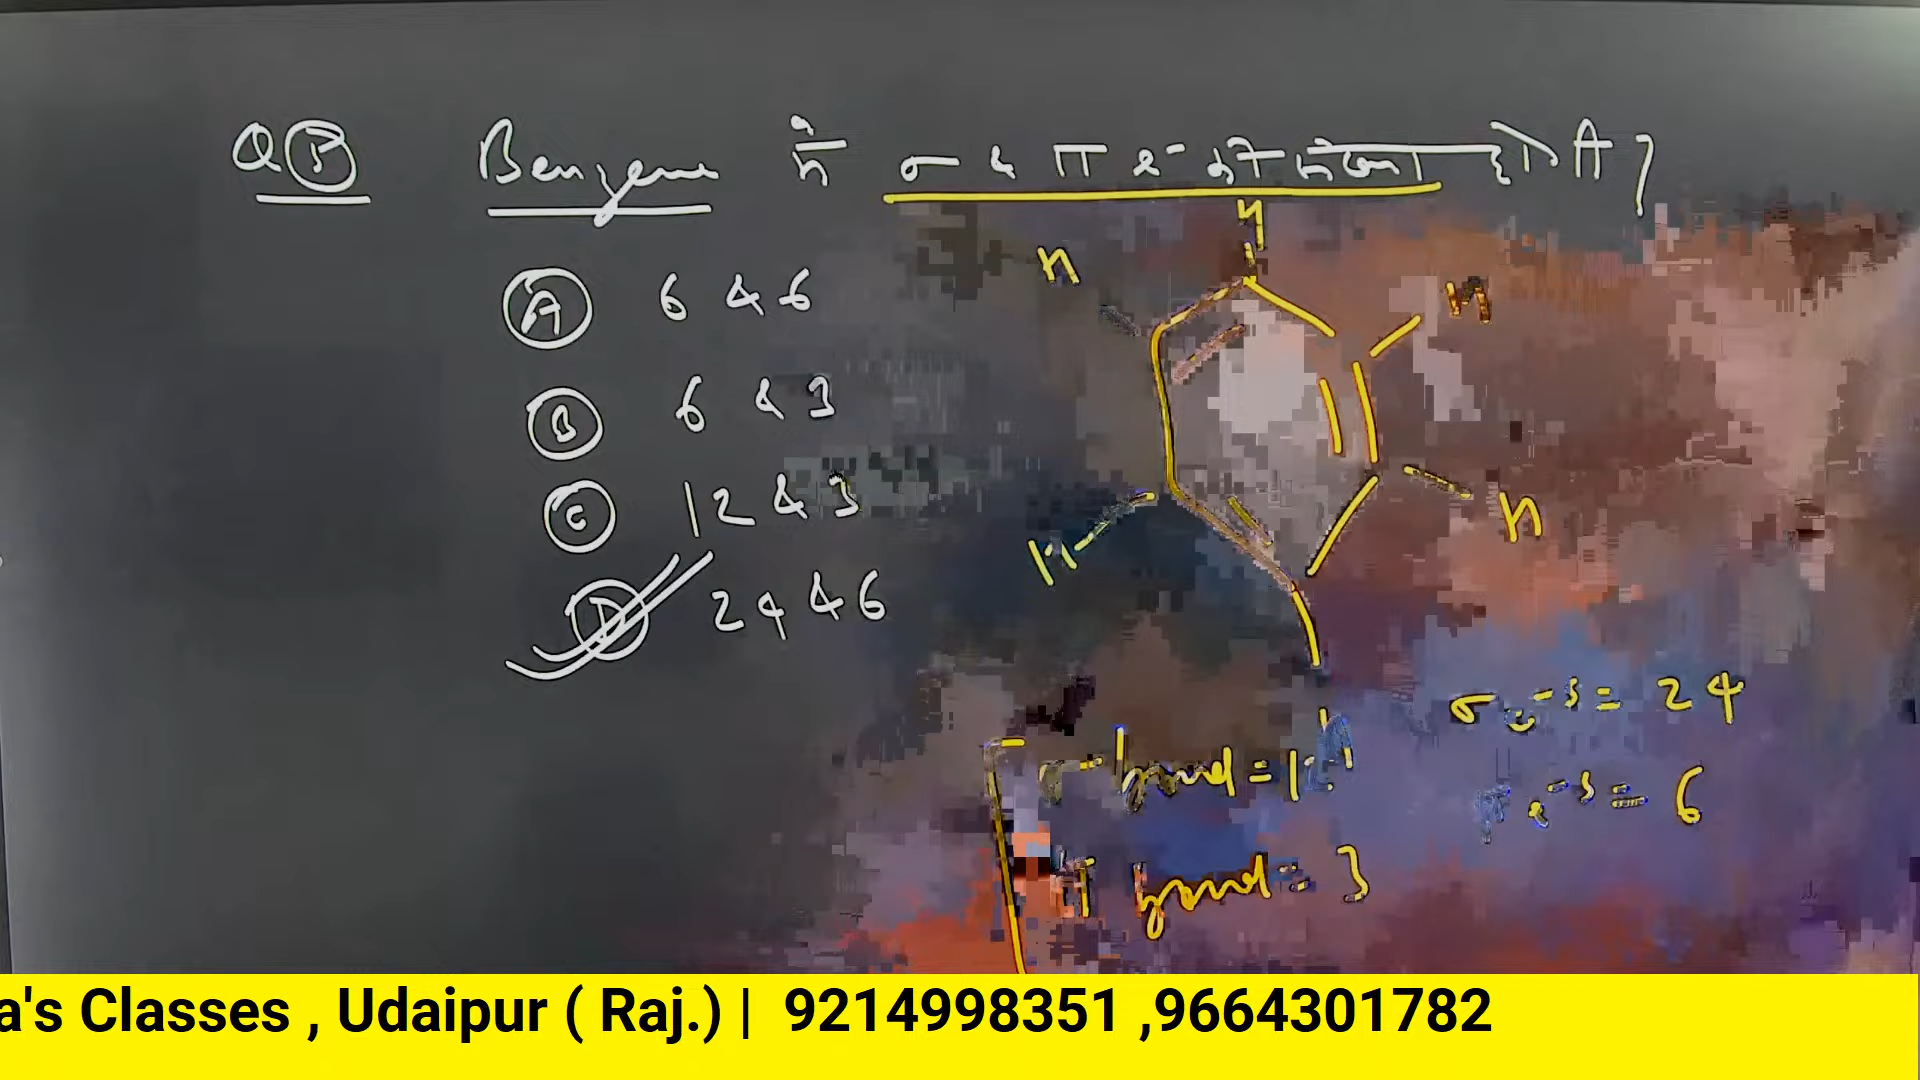 Benzene में σ & π e⁻
A 6 & 6
B 6 & 3
C 12 & 3
D 24 & 6
H
H
H
H
H
σ e⁻s = 24
σ bond = 12
π e⁻s = 6
π bond = 3
a's Classes , Udaipur ( Raj.) | 9214998351 ,9664301782